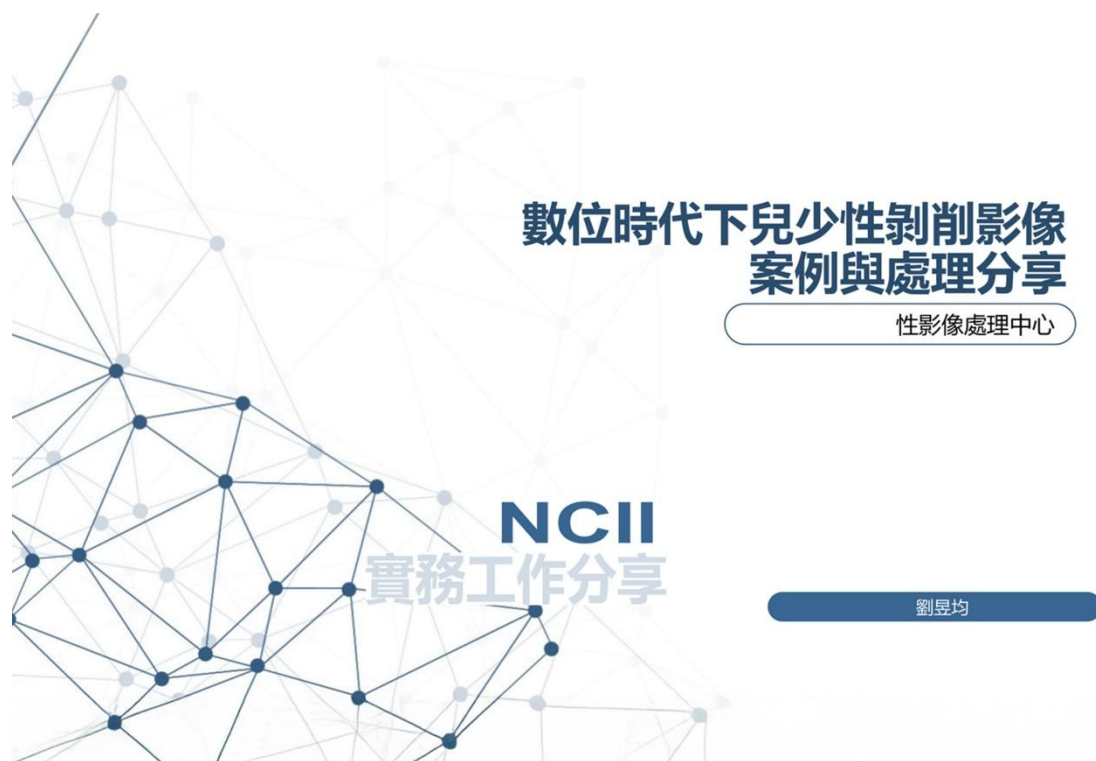 數位時代下兒少性剝削影像
案例與處理分享
性影像處理中心
NCII
實務工作分享
劉昱均